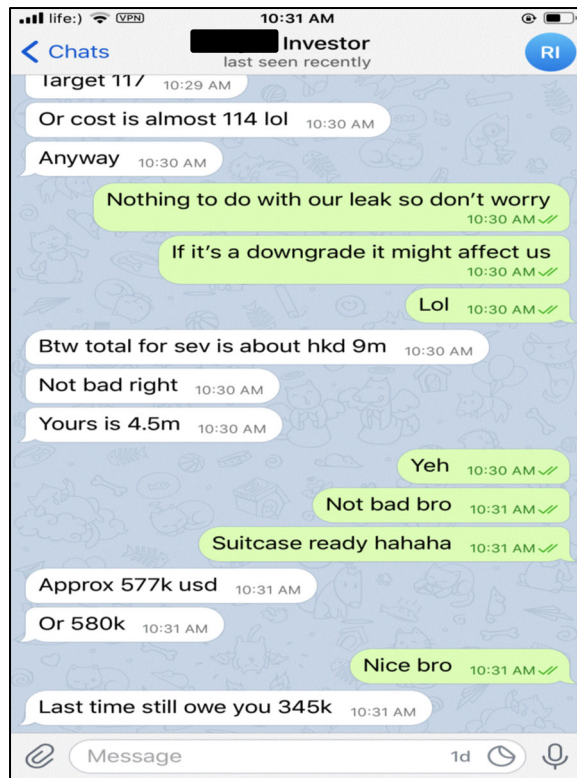 life:) VPN 10:31 AM
Chats
Investor
last seen recently
RI
Target 117 10:29 AM
Or cost is almost 114 lol 10:30 AM
Anyway 10:30 AM
Nothing to do with our leak so don’t worry
10:30 AM
If it’s a downgrade it might affect us
10:30 AM
Lol 10:30 AM
Btw total for sev is about hkd 9m 10:30 AM
Not bad right 10:30 AM
Yours is 4.5m 10:30 AM
Yeh 10:30 AM
Not bad bro 10:31 AM
Suitcase ready hahaha 10:31 AM
Approx 577k usd 10:31 AM
Or 580k 10:31 AM
Nice bro 10:31 AM
Last time still owe you 345k 10:31 AM
Message 1d